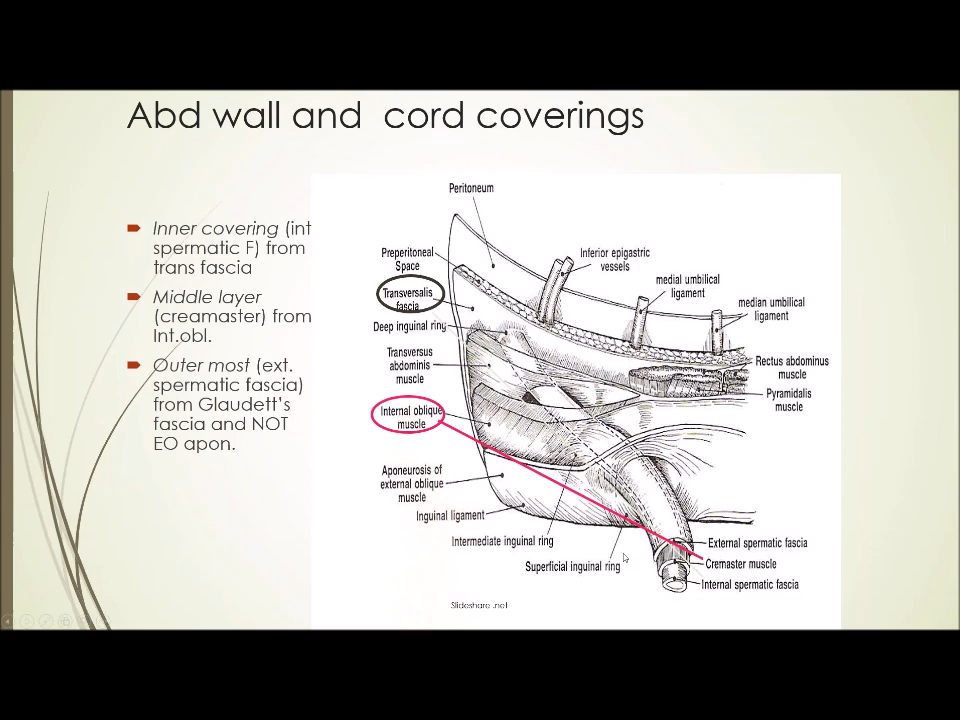 Abd wall and cord coverings
Inner covering (int
spermatic F) from
trans fascia
Middle layer
(creamaster) from
Int.obl.
Outer most (ext.
spermatic fascia)
from Glaudett's
fascia and NOT
EO apon.
Peritoneum
Preperitoneal
Space
Inferior epigastric
vessels
Transversalis
fascia
medial umbilical
ligament
median umbilical
ligament
Deep inguinal ring
Transversus
abdominis
muscle
Rectus abdominus
muscle
Pyramidalis
muscle
Internal oblique
muscle
Aponeurosis of
external oblique
muscle
Inguinal ligament
Intermediate inguinal ring
Superficial inguinal ring
External spermatic fascia
Cremaster muscle
Internal spermatic fascia
Slideshare .net